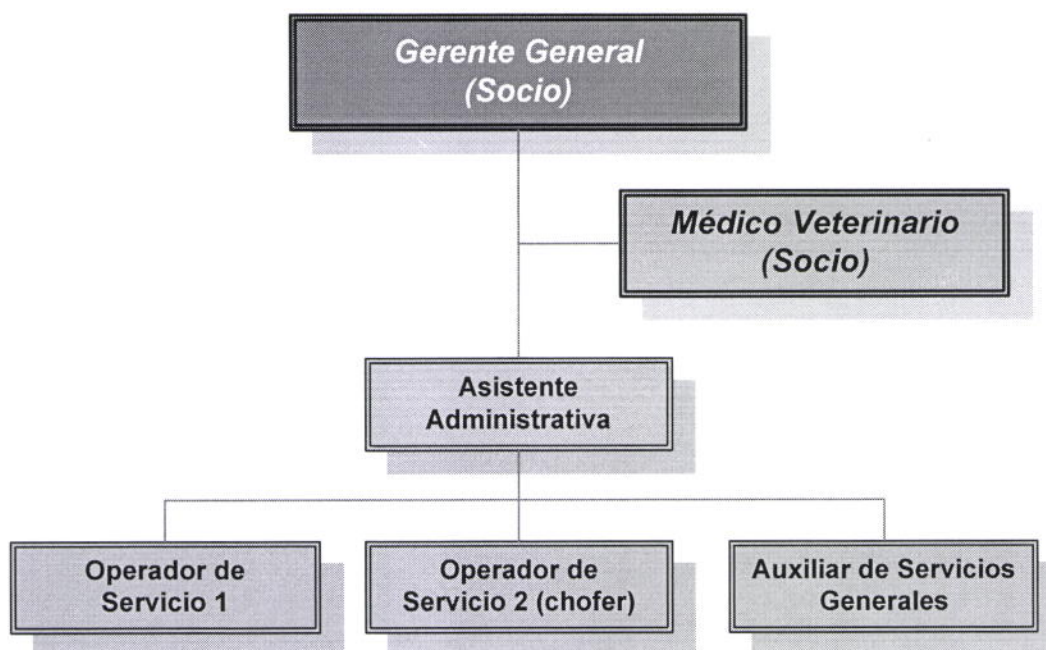 Gerente General
(Socio)
Médico Veterinario
(Socio)
Asistente
Administrativa
Operador de
Servicio 1
Operador de
Servicio 2 (chofer)
Auxiliar de Servicios
Generales